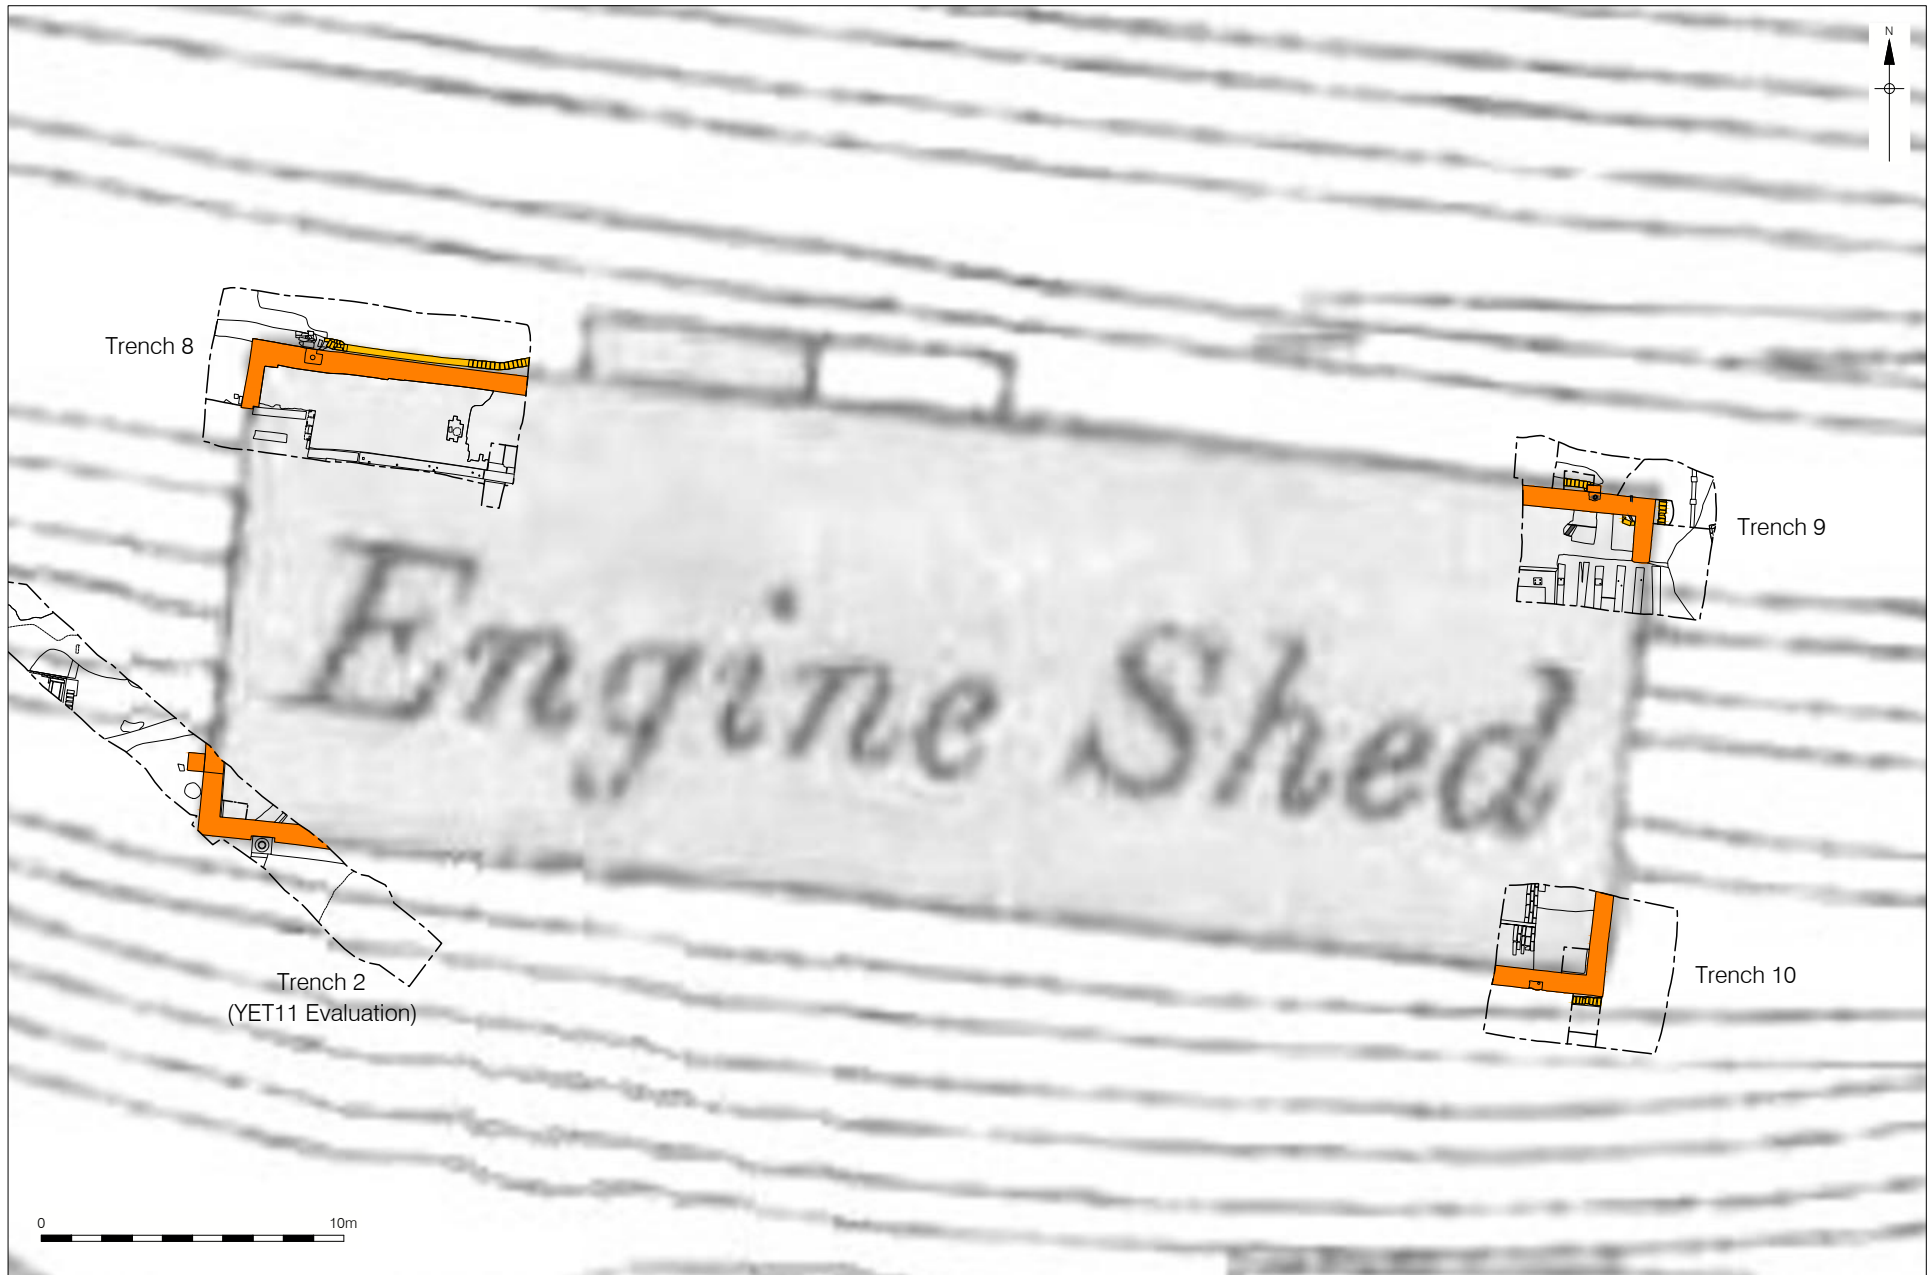 N
Trench 8
Trench 9
Engine Shed
Trench 2
(YET11 Evaluation)
Trench 10
0 10m